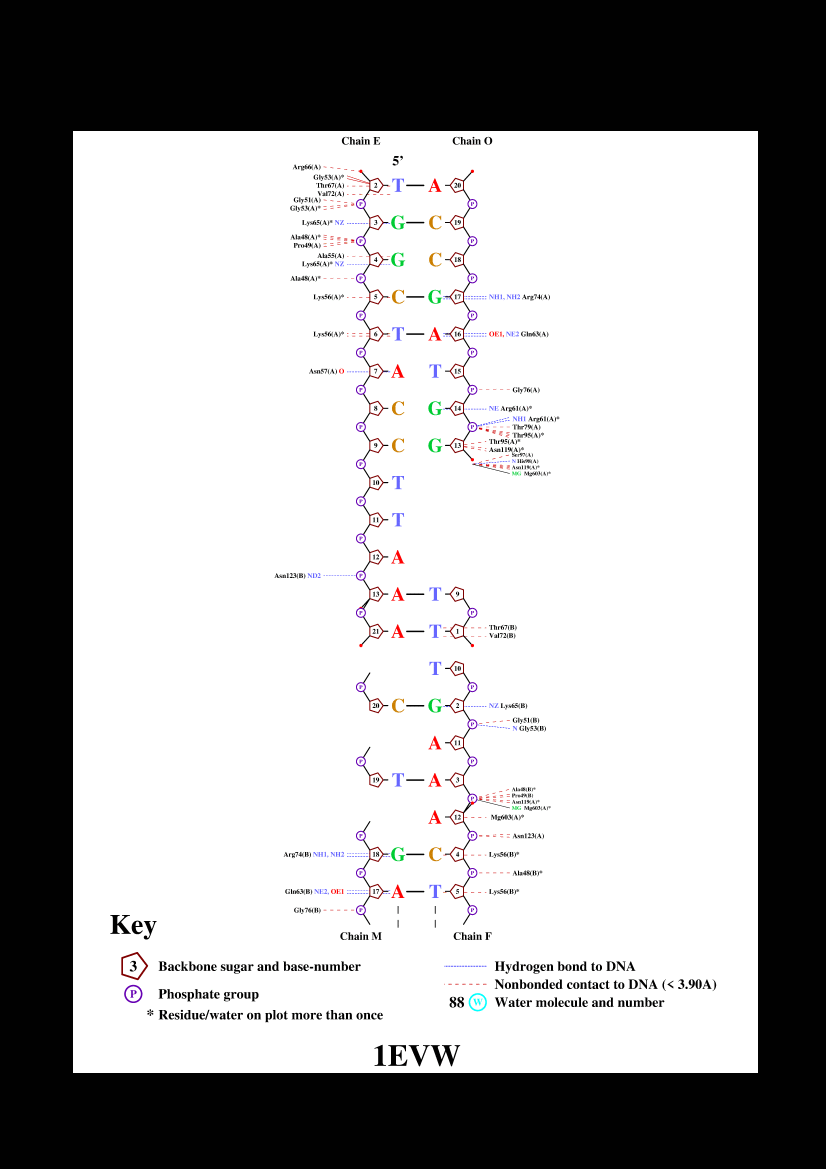 Chain E Chain O
5'
Arg66(A)
Gly53(A)*
Thr67(A) 2 T A 20
Val72(A)
Gly51(A) P P
Gly53(A)*
Lys65(A)* NZ 3 G C 19
Ala48(A)* P P
Pro49(A)
Ala55(A)
Lys65(A)* NZ 4 G C 18
Ala48(A)* P P
Lys56(A)* 5 C G 17 NH1, NH2 Arg74(A)
P P
Lys56(A)* 6 T A 16 OE1, NE2 Gln63(A)
P P
Asn57(A) O 7 A T 15
P P Gly76(A)
8 C G 14 NE Arg61(A)*
NH1 Arg61(A)*
P P Thr79(A)
Thr95(A)*
Thr95(A)*
9 C G 13 Asn119(A)*
Ser97(A)
P N His98(A)
Asn119(A)*
MG Mg603(A)*
10 T
P
11 T
P
12 A
Asn123(B) ND2 P
13 A T 9
P P
Thr67(B)
21 A T 1
Val72(B)
T 10
P P
20 C G 2 NZ Lys65(B)
Gly51(B)
P
N Gly53(B)
A 11
P P
19 T A 3
Ala48(B)*
Pro49(B)
P Asn119(A)*
MG Mg603(A)*
A 12 Mg603(A)*
P P Asn123(A)
Arg74(B) NH1, NH2 18 G C 4 Lys56(B)*
P P Ala48(B)*
Gln63(B) NE2, OE1 17 A T 5 Lys56(B)*
Gly76(B) P P
Chain M Chain F
Key
3 Backbone sugar and base-number Hydrogen bond to DNA
Nonbonded contact to DNA (< 3.90A)
P Phosphate group 88 W Water molecule and number
* Residue/water on plot more than once
1EVW